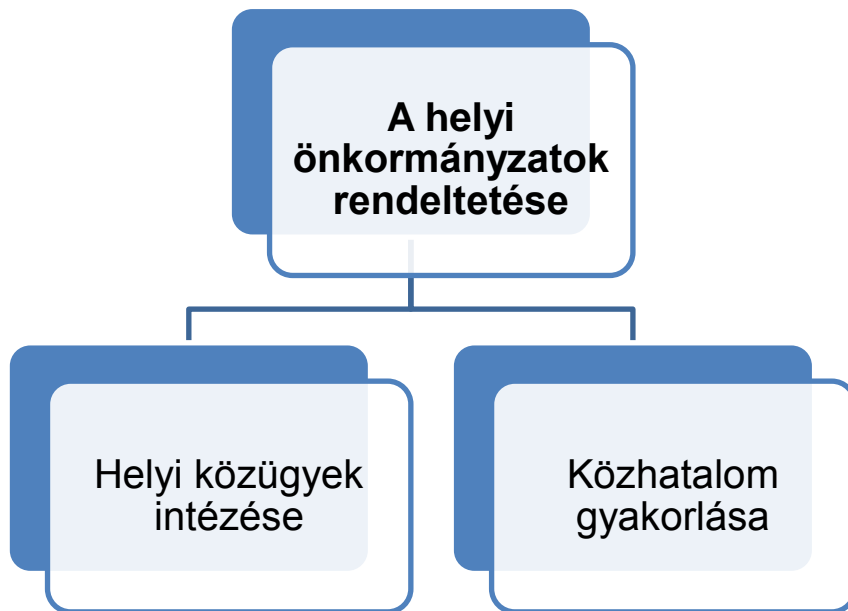 A helyi
önkormányzatok
rendeltetése
Helyi közügyek
intézése
Közhatalom
gyakorlása